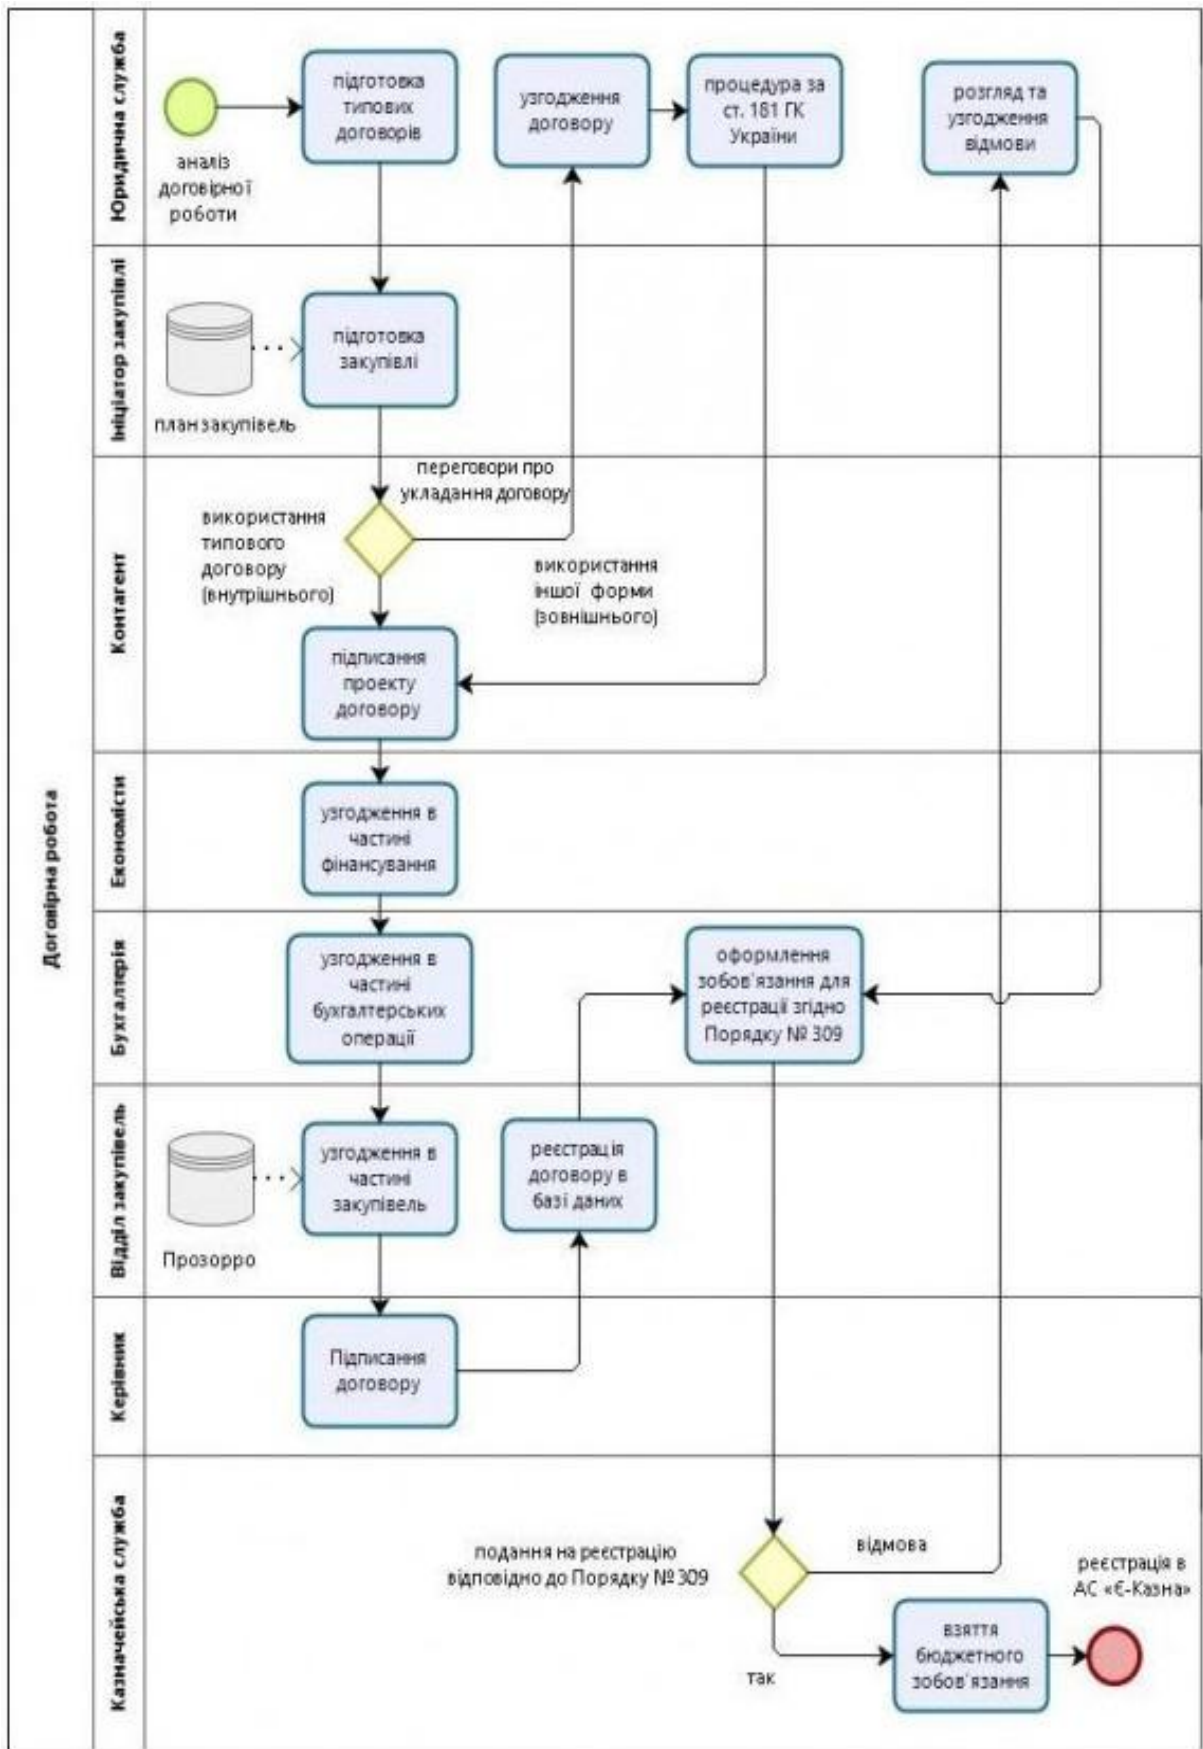 Договірна робота
Юридична служба
аналіз
договірної
роботи
підготовка
типових
договорів
узгодження
договору
процедура за
ст. 181 ГК
України
розгляд та
узгодження
відмови
Ініціатор закупівлі
план закупівель
підготовка
закупівлі
Контагент
переговори про
укладання договору
використання
типового
договору
(внутрішнього)
використання
іншої форми
(зовнішнього)
підписання
проекту
договору
Економісти
узгодження в
частині
фінансування
Бухгалтерія
узгодження в
частині
бухгалтерських
операції
оформлення
зобов'язання для
реєстрації згідно
Порядку № 309
Відділ закупівель
Прозорро
узгодження в
частині
закупівель
реєстрація
договору в
базі даних
Керівник
Підписання
договору
Казначейська служба
подання на реєстрацію
відповідно до Порядку № 309
відмова
так
взяття
бюджетного
зобов'язання
реєстрація в
АС «Є-Казна»